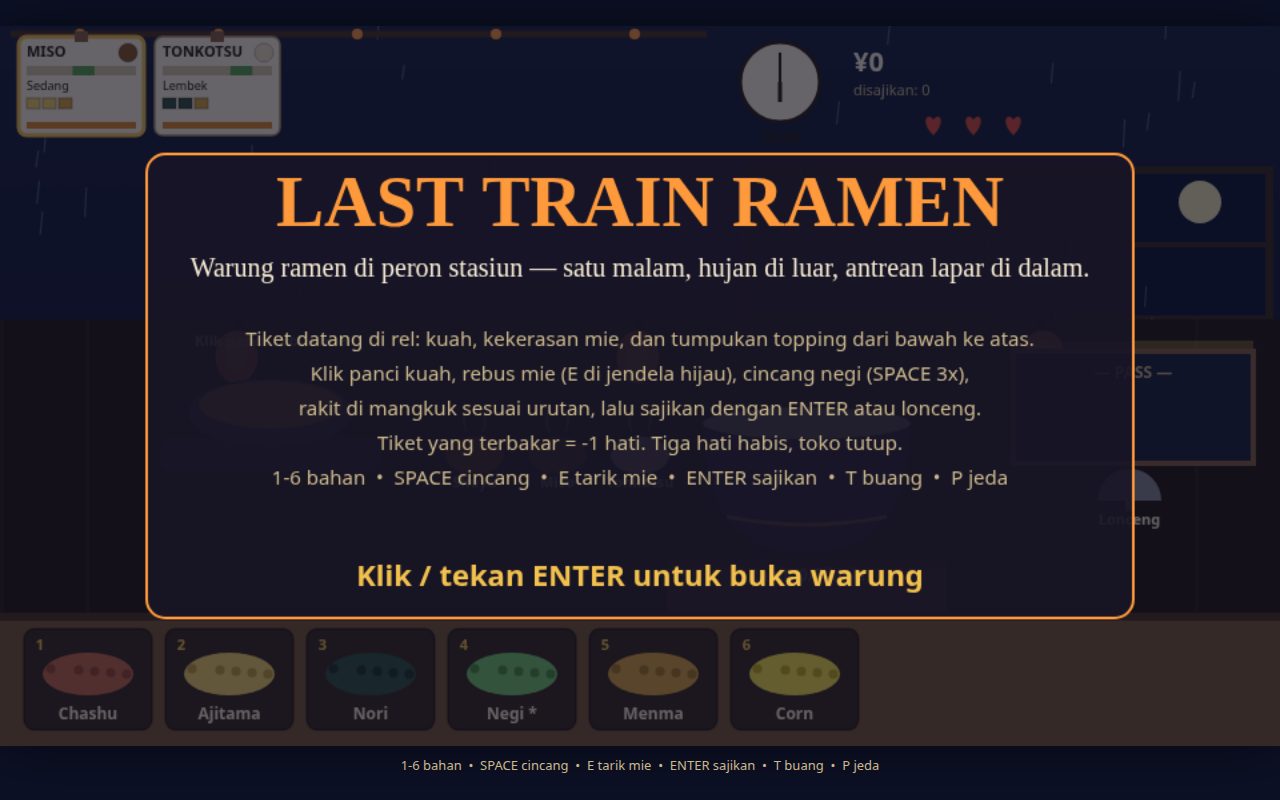 MISO
Sedang
TONKOTSU
Lembek
¥0
disajikan: 0
LAST TRAIN RAMEN
Warung ramen di peron stasiun — satu malam, hujan di luar, antrean lapar di dalam.
Tiket datang di rel: kuah, kekerasan mie, dan tumpukan topping dari bawah ke atas.
Klik panci kuah, rebus mie (E di jendela hijau), cincang negi (SPACE 3x),
rakit di mangkuk sesuai urutan, lalu sajikan dengan ENTER atau lonceng.
Tiket yang terbakar = -1 hati. Tiga hati habis, toko tutup.
1-6 bahan • SPACE cincang • E tarik mie • ENTER sajikan • T buang • P jeda
Klik / tekan ENTER untuk buka warung
— PASS —
Lonceng
1
Chashu
2
Ajitama
3
Nori
4
Negi *
5
Menma
6
Corn
1-6 bahan • SPACE cincang • E tarik mie • ENTER sajikan • T buang • P jeda